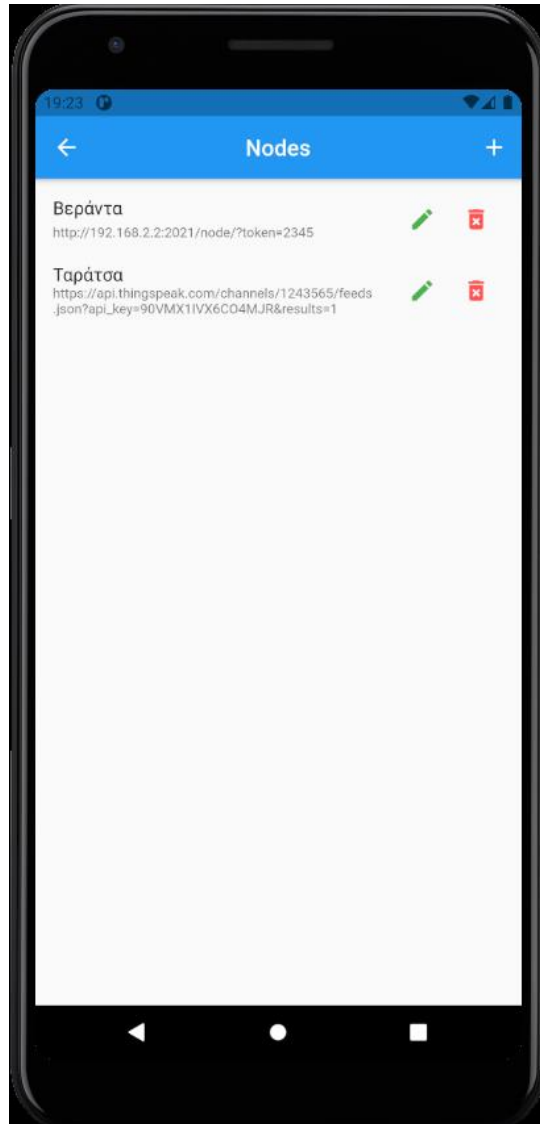 19:23
Nodes
Βεράντα
http://192.168.2.2:2021/node/?token=2345
Ταράτσα
https://api.thingspeak.com/channels/1243565/feeds
.json?api_key=90VMX1IVX6CO4MJR&results=1